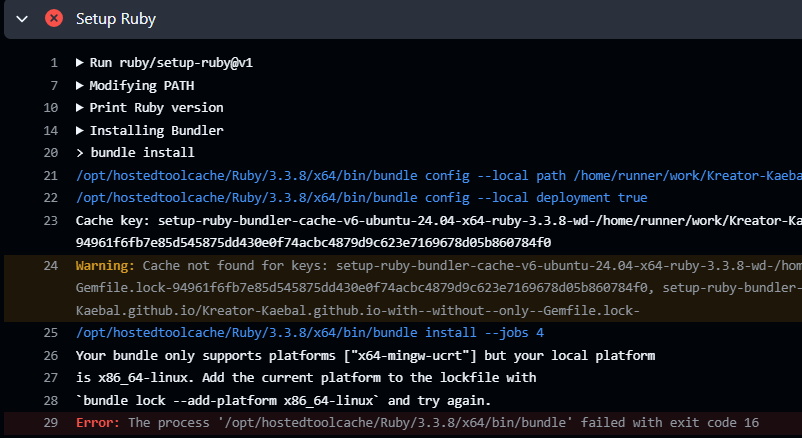 Setup Ruby
1 Run ruby/setup-ruby@v1
7 Modifying PATH
10 Print Ruby version
14 Installing Bundler
20 > bundle install
21 /opt/hostedtoolcache/Ruby/3.3.8/x64/bin/bundle config --local path /home/runner/work/Kreator-Kaeba
22 /opt/hostedtoolcache/Ruby/3.3.8/x64/bin/bundle config --local deployment true
23 Cache key: setup-ruby-bundler-cache-v6-ubuntu-24.04-x64-ruby-3.3.8-wd-/home/runner/work/Kreator-Ka
94961f6fb7e85d545875dd430e0f74acbc4879d9c623e7169678d05b860784f0
24 Warning: Cache not found for keys: setup-ruby-bundler-cache-v6-ubuntu-24.04-x64-ruby-3.3.8-wd-/hom
Gemfile.lock-94961f6fb7e85d545875dd430e0f74acbc4879d9c623e7169678d05b860784f0, setup-ruby-bundler-
Kaebal.github.io/Kreator-Kaebal.github.io-with--without--only--Gemfile.lock-
25 /opt/hostedtoolcache/Ruby/3.3.8/x64/bin/bundle install --jobs 4
26 Your bundle only supports platforms ["x64-mingw-ucrt"] but your local platform
27 is x86_64-linux. Add the current platform to the lockfile with
28 `bundle lock --add-platform x86_64-linux` and try again.
29 Error: The process '/opt/hostedtoolcache/Ruby/3.3.8/x64/bin/bundle' failed with exit code 16